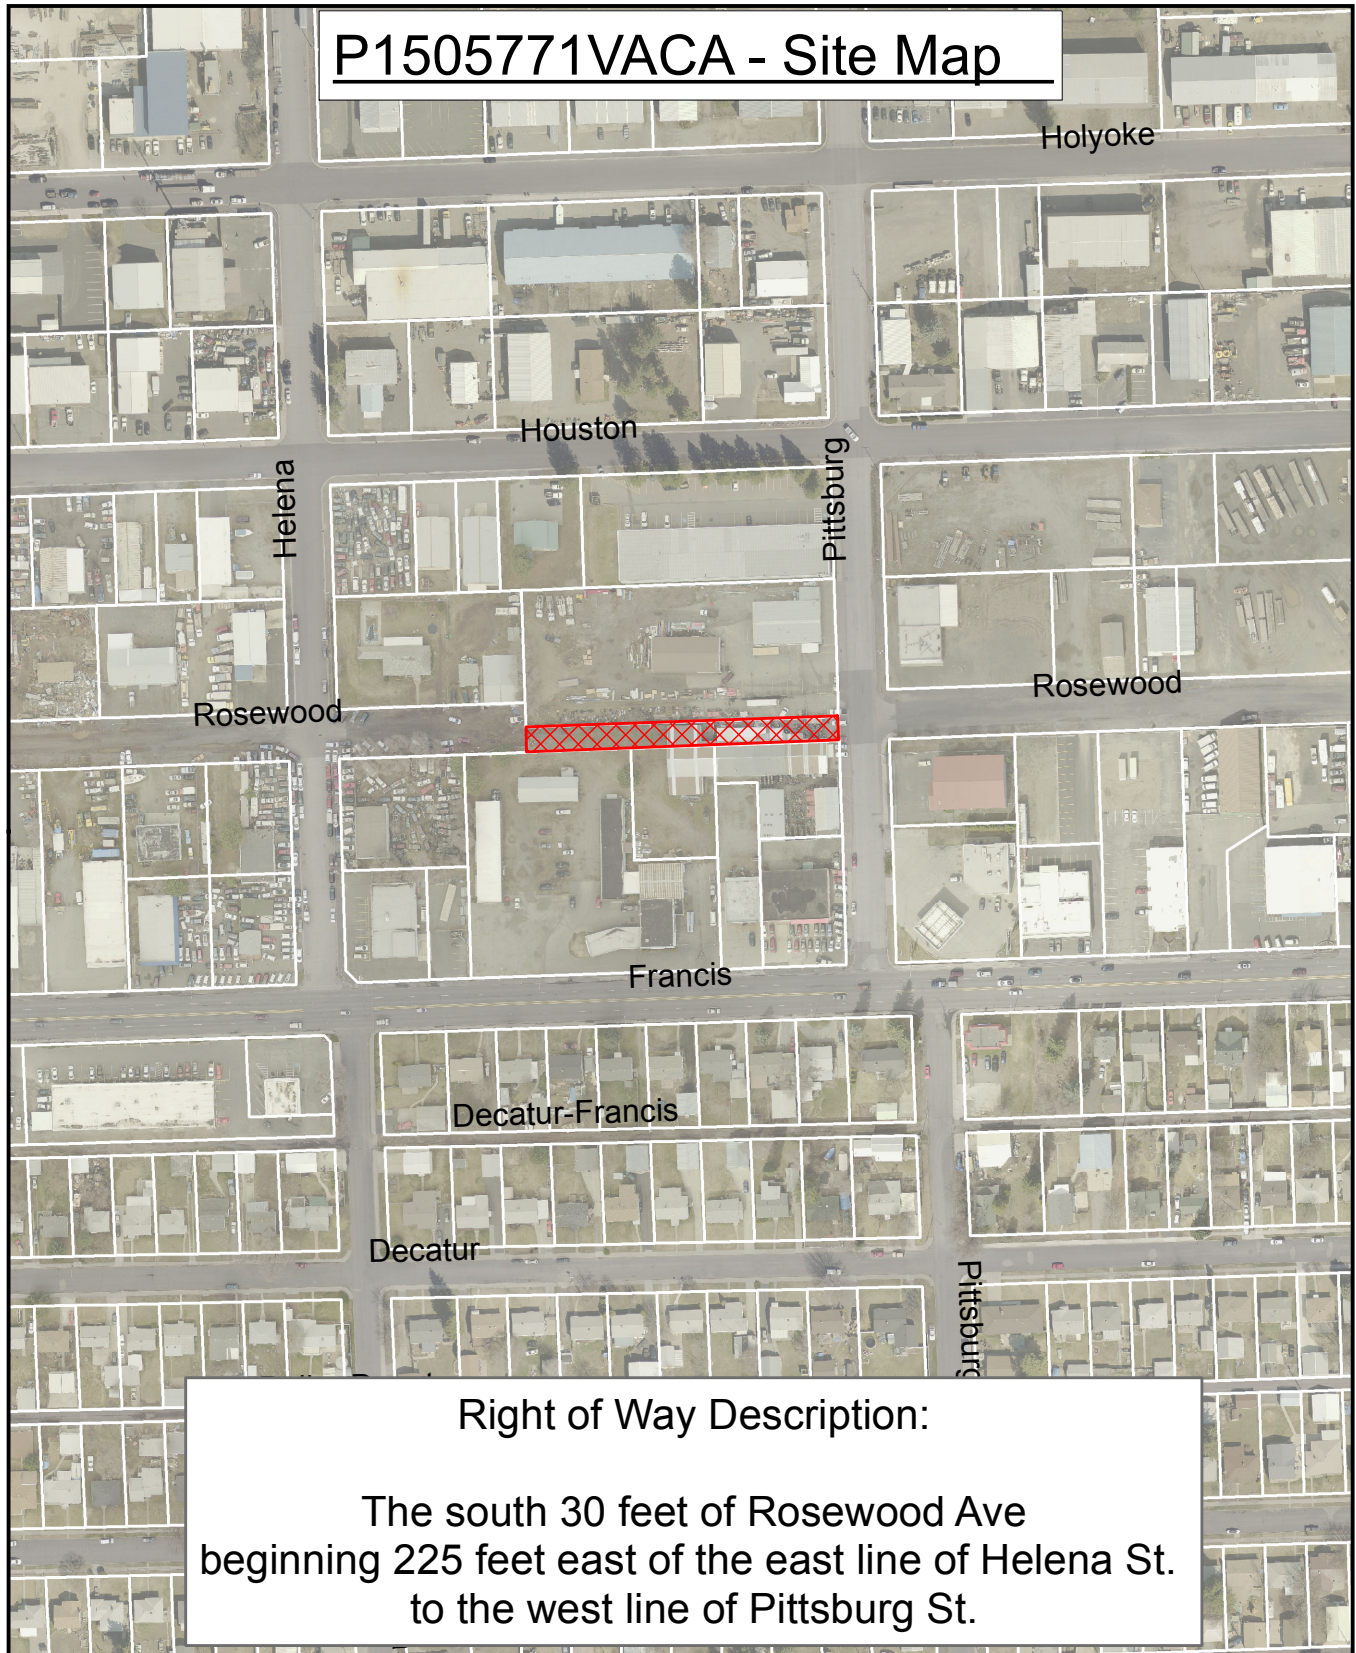 P1505771VACA - Site Map
Holyoke
Houston
Helena
Pittsburg
Rosewood
Rosewood
Francis
Decatur-Francis
Decatur
Pittsburg
Right of Way Description:
The south 30 feet of Rosewood Ave
beginning 225 feet east of the east line of Helena St.
to the west line of Pittsburg St.